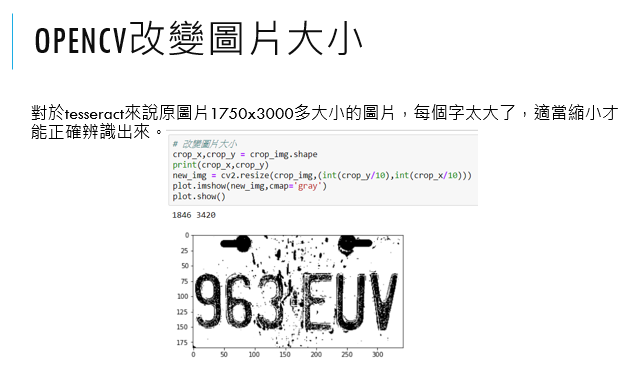 OPENCV改變圖片大小
對於tesseract來說原圖片1750x3000多大小的圖片，每個字太大了，適當縮小才
能正確辨識出來。
# 改變圖片大小
crop_x,crop_y = crop_img.shape
print(crop_x,crop_y)
new_img = cv2.resize(crop_img,(int(crop_y/10),int(crop_x/10)))
plot.imshow(new_img,cmap='gray')
plot.show()
1846 3420
0
25
50
75
100
125
150
175
963 EUV
0 50 100 150 200 250 300